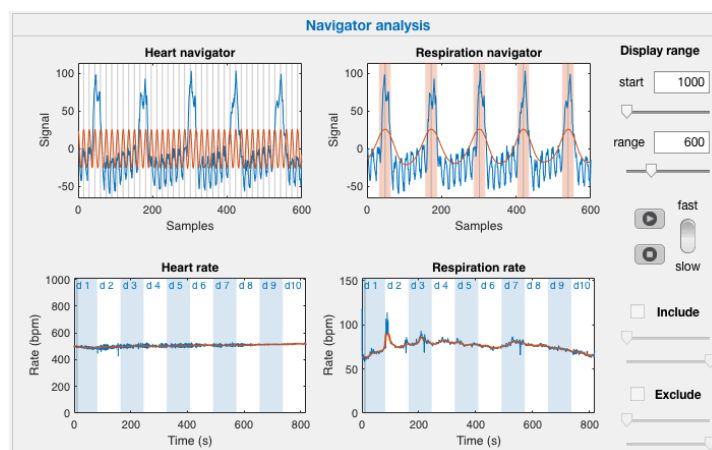 Navigator analysis
Heart navigator
100
50
0
-50
Signal
0
200
400
600
Samples
Respiration navigator
100
50
0
-50
Signal
0
200
400
600
Samples
Display range
start
1000
range
600
fast
slow
Heart rate
1000
800
600
400
200
0
Rate (bpm)
d 1
d 2
d 3
d 4
d 5
d 6
d 7
d 8
d 9
d10
0
200
400
600
800
Time (s)
Respiration rate
150
100
50
0
Rate (bpm)
d 1
d 2
d 3
d 4
d 5
d 6
d 7
d 8
d 9
d10
0
200
400
600
800
Time (s)
Include
Exclude